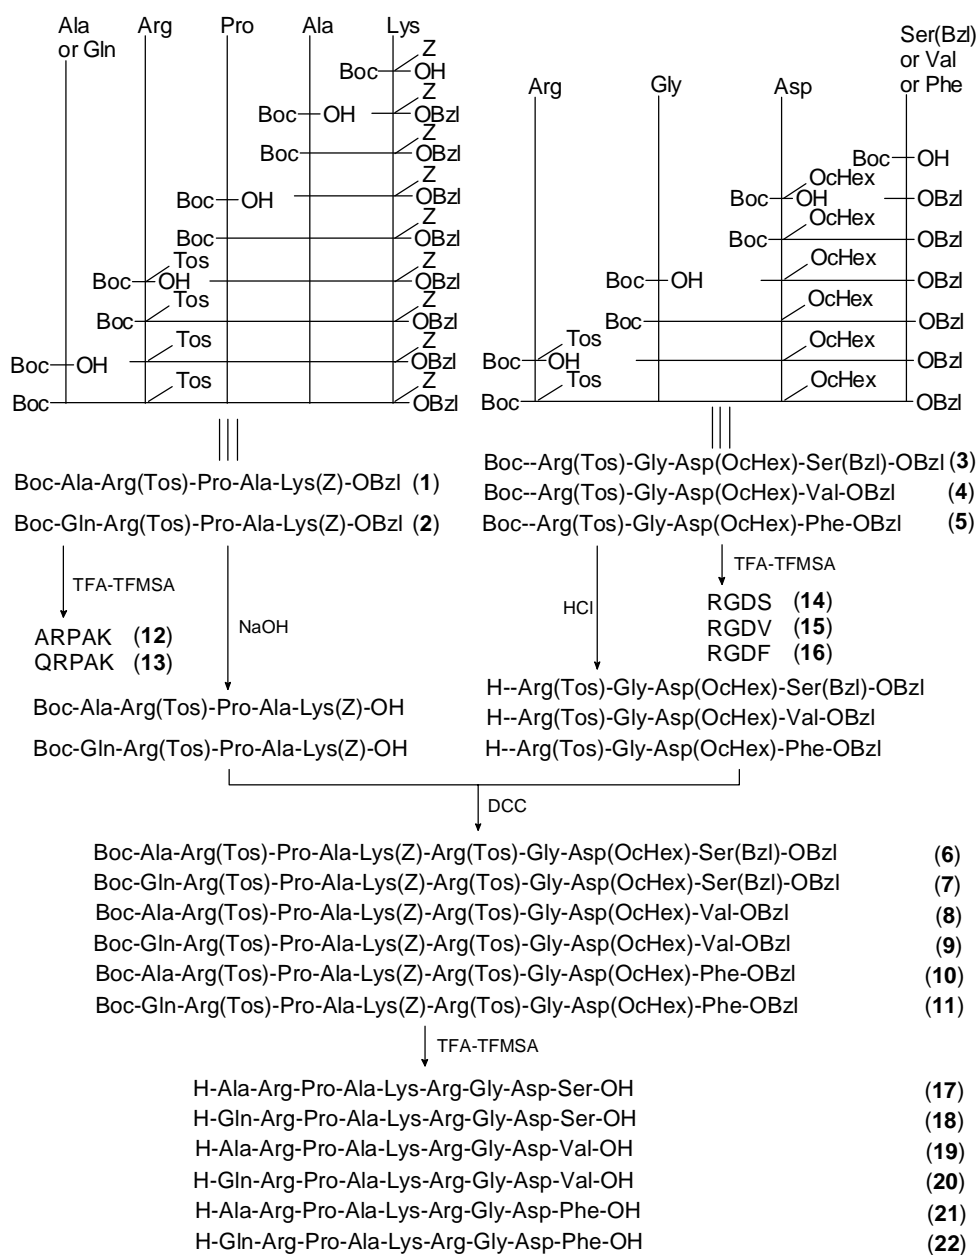 Ala or Gln
Arg
Pro
Ala
Lys
Z
Boc OH
Z
Boc OH OBzl
Z
Boc OBzl
Z
Boc OH OBzl
Z
Boc OBzl
Tos Z
Boc OH OBzl
Tos Z
Boc OBzl
Tos Z
Boc OH OBzl
Tos Z
Boc OBzl
Arg
Gly
Asp
Ser(Bzl)
or Val
or Phe
Boc OH
OcHex
Boc OH OBzl
OcHex
Boc OBzl
OcHex
Boc OH OBzl
OcHex
Boc OBzl
Tos OcHex
Boc OH OBzl
Tos OcHex
Boc OBzl
Boc-Ala-Arg(Tos)-Pro-Ala-Lys(Z)-OBzl (1)
Boc-Gln-Arg(Tos)-Pro-Ala-Lys(Z)-OBzl (2)
Boc--Arg(Tos)-Gly-Asp(OcHex)-Ser(Bzl)-OBzl (3)
Boc--Arg(Tos)-Gly-Asp(OcHex)-Val-OBzl (4)
Boc--Arg(Tos)-Gly-Asp(OcHex)-Phe-OBzl (5)
TFA-TFMSA
ARPAK (12)
QRPAK (13)
NaOH
HCl
TFA-TFMSA
RGDS (14)
RGDV (15)
RGDF (16)
Boc-Ala-Arg(Tos)-Pro-Ala-Lys(Z)-OH
Boc-Gln-Arg(Tos)-Pro-Ala-Lys(Z)-OH
H--Arg(Tos)-Gly-Asp(OcHex)-Ser(Bzl)-OBzl
H--Arg(Tos)-Gly-Asp(OcHex)-Val-OBzl
H--Arg(Tos)-Gly-Asp(OcHex)-Phe-OBzl
DCC
Boc-Ala-Arg(Tos)-Pro-Ala-Lys(Z)-Arg(Tos)-Gly-Asp(OcHex)-Ser(Bzl)-OBzl (6)
Boc-Gln-Arg(Tos)-Pro-Ala-Lys(Z)-Arg(Tos)-Gly-Asp(OcHex)-Ser(Bzl)-OBzl (7)
Boc-Ala-Arg(Tos)-Pro-Ala-Lys(Z)-Arg(Tos)-Gly-Asp(OcHex)-Val-OBzl (8)
Boc-Gln-Arg(Tos)-Pro-Ala-Lys(Z)-Arg(Tos)-Gly-Asp(OcHex)-Val-OBzl (9)
Boc-Ala-Arg(Tos)-Pro-Ala-Lys(Z)-Arg(Tos)-Gly-Asp(OcHex)-Phe-OBzl (10)
Boc-Gln-Arg(Tos)-Pro-Ala-Lys(Z)-Arg(Tos)-Gly-Asp(OcHex)-Phe-OBzl (11)
TFA-TFMSA
H-Ala-Arg-Pro-Ala-Lys-Arg-Gly-Asp-Ser-OH (17)
H-Gln-Arg-Pro-Ala-Lys-Arg-Gly-Asp-Ser-OH (18)
H-Ala-Arg-Pro-Ala-Lys-Arg-Gly-Asp-Val-OH (19)
H-Gln-Arg-Pro-Ala-Lys-Arg-Gly-Asp-Val-OH (20)
H-Ala-Arg-Pro-Ala-Lys-Arg-Gly-Asp-Phe-OH (21)
H-Gln-Arg-Pro-Ala-Lys-Arg-Gly-Asp-Phe-OH (22)